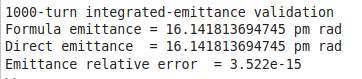 1000-turn integrated-emittance validation
Formula emittance = 16.141813694745 pm rad
Direct emittance  = 16.141813694745 pm rad
Emittance relative error  = 3.522e-15